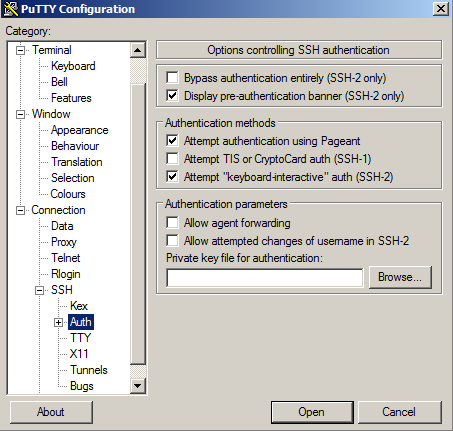 PuTTY Configuration
Category:
Terminal
Keyboard
Bell
Features
Window
Appearance
Behaviour
Translation
Selection
Colours
Connection
Data
Proxy
Telnet
Rlogin
SSH
Kex
Auth
TTY
X11
Tunnels
Bugs
Options controlling SSH authentication
Bypass authentication entirely (SSH-2 only)
Display pre-authentication banner (SSH-2 only)
Authentication methods
Attempt authentication using Pageant
Attempt TIS or CryptoCard auth (SSH-1)
Attempt "keyboard-interactive" auth (SSH-2)
Authentication parameters
Allow agent forwarding
Allow attempted changes of username in SSH-2
Private key file for authentication:
Browse...
About
Open
Cancel